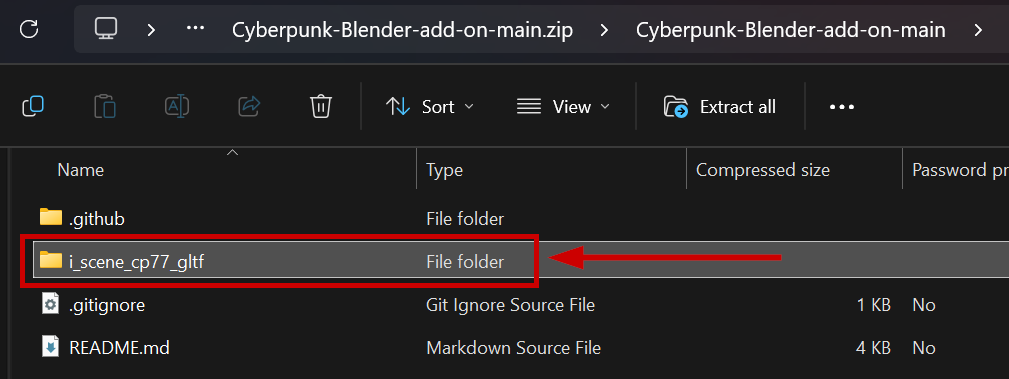 Cyberpunk-Blender-add-on-main.zip Cyberpunk-Blender-add-on-main
Sort View Extract all
Name Type Compressed size Password pr
.github File folder
i_scene_cp77_gltf File folder
.gitignore Git Ignore Source File 1 KB No
README.md Markdown Source File 4 KB No